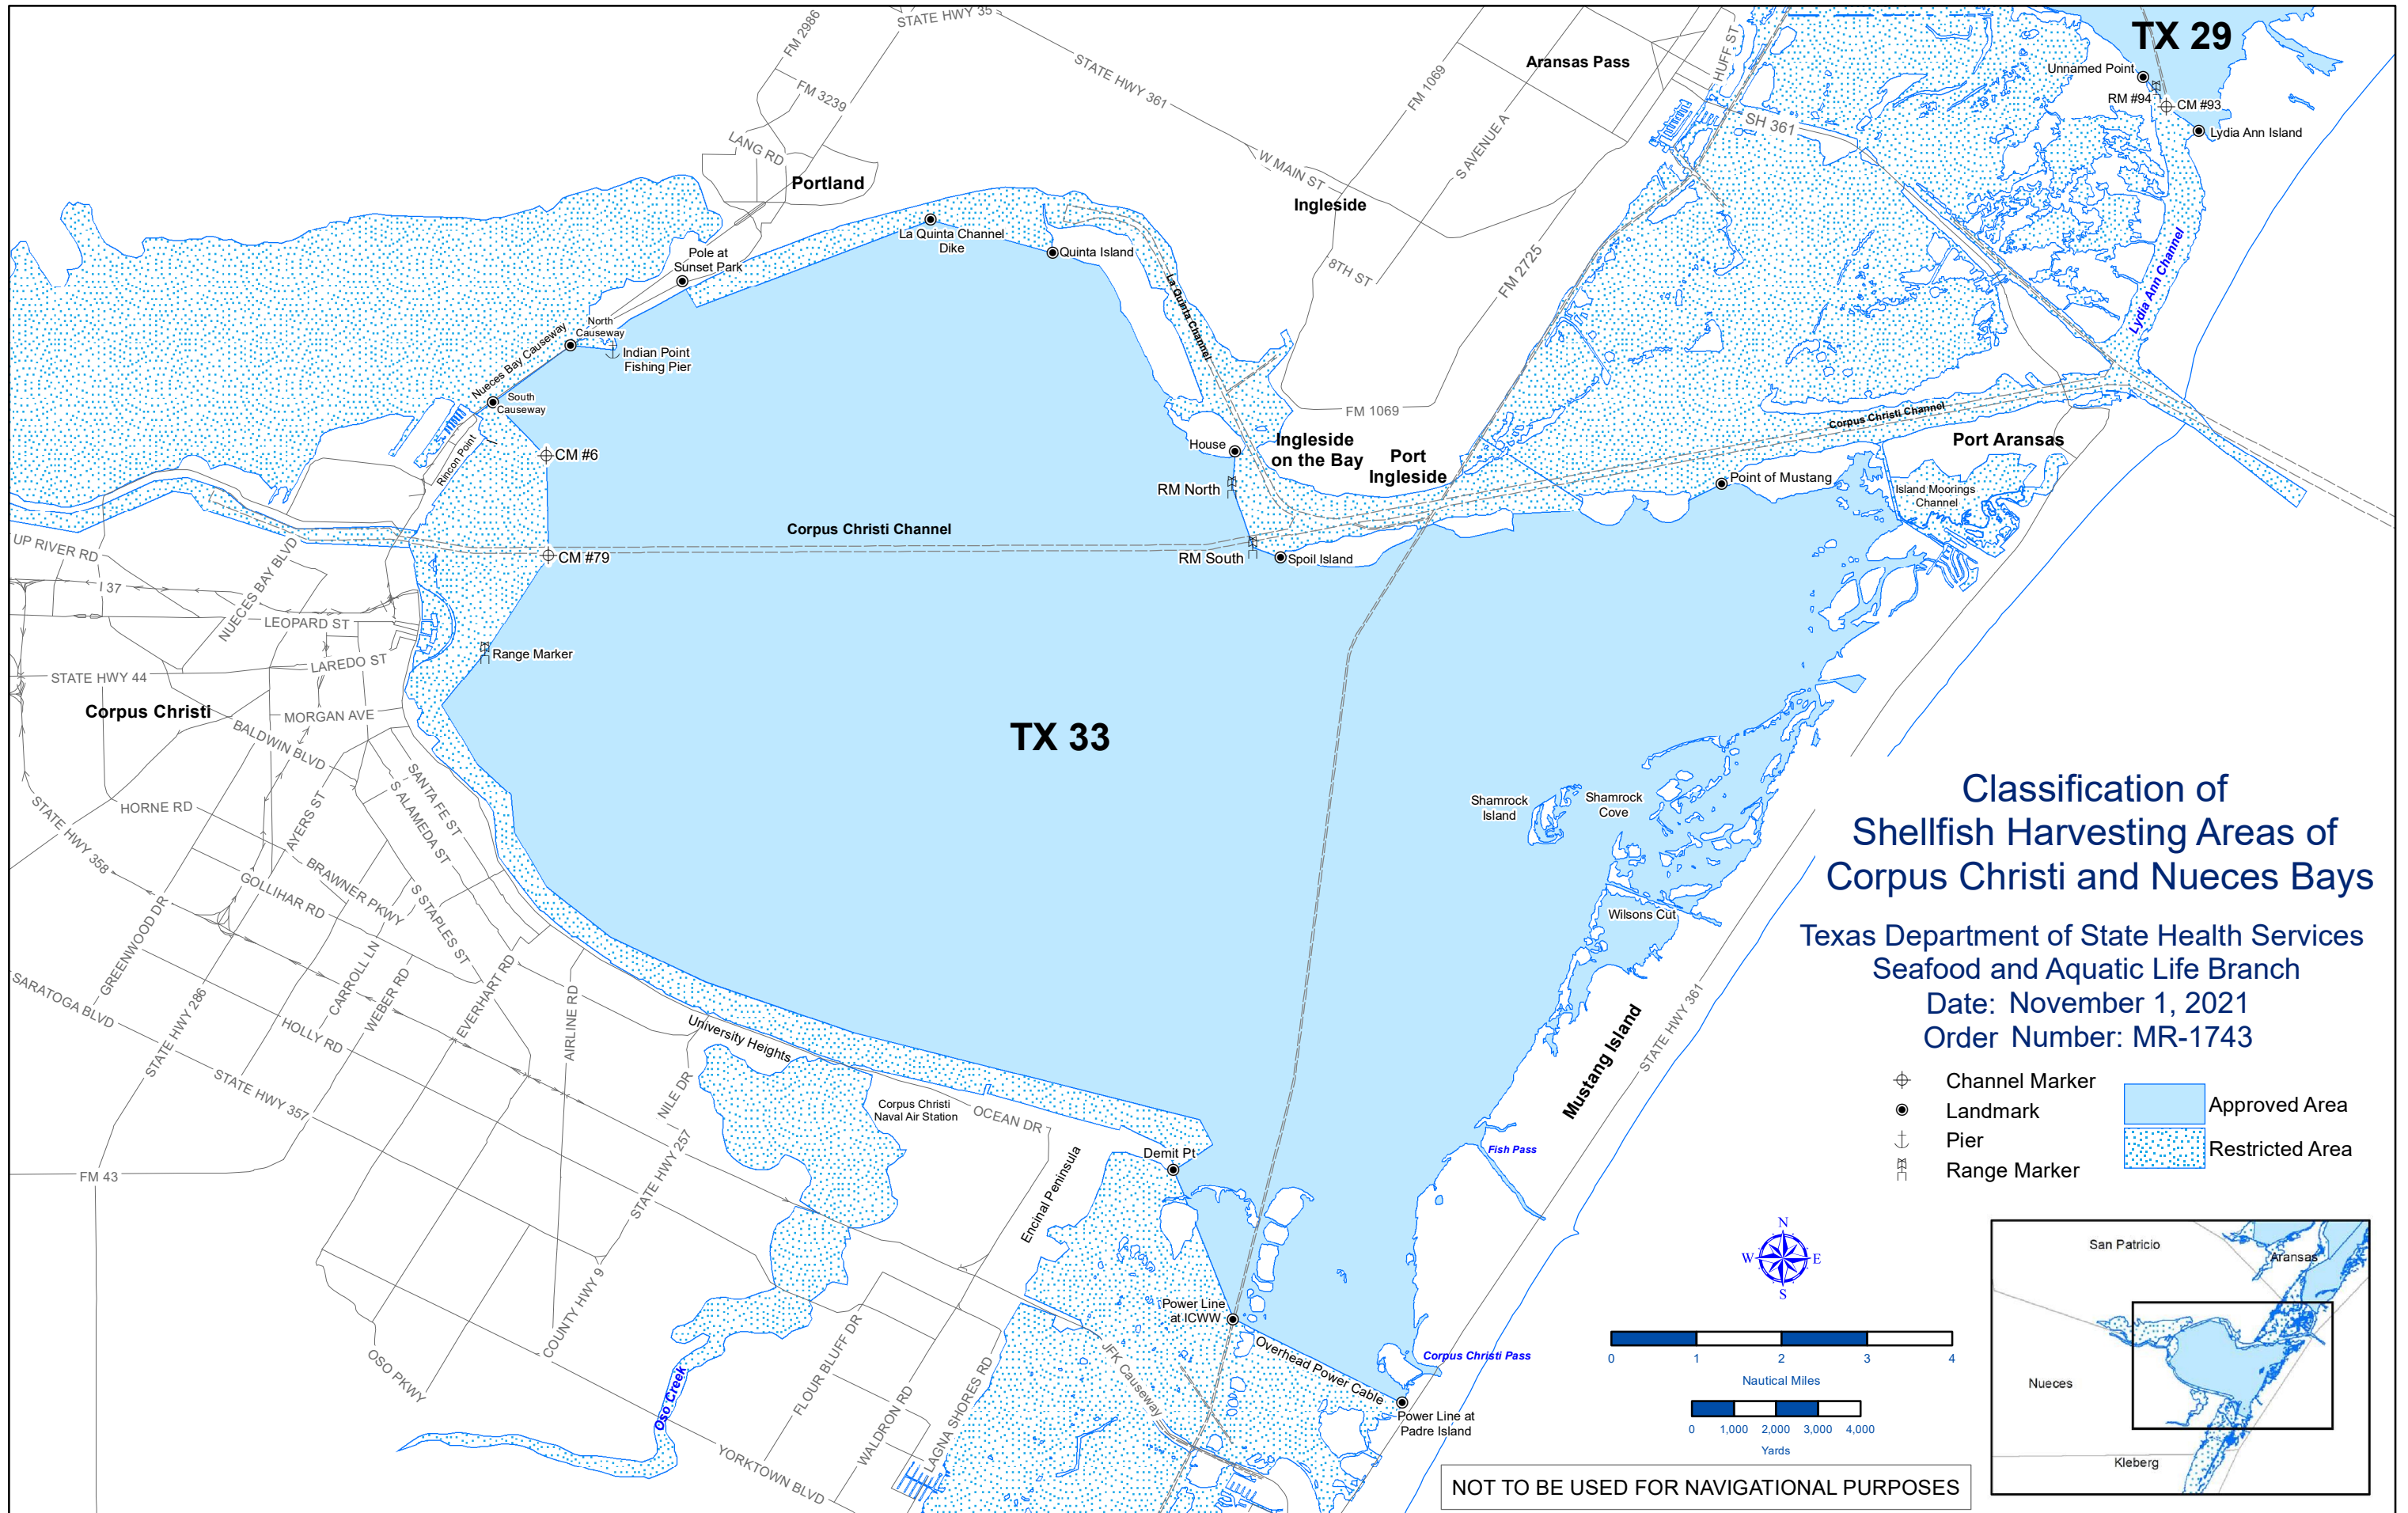 TX 29
STATE HWY 35
FM 2986
STATE HWY 361
FM 1069
Aransas Pass
HUFF ST
Unnamed Point
RM #94
CM #93
Lydia Ann Island
FM 3239
LANG RD
Portland
S AVENUE A
SH 361
W MAIN ST
Ingleside
La Quinta Channel
Dike
Quinta Island
Pole at
Sunset Park
8TH ST
FM 2725
La Quinta Channel
Lydia Ann Channel
North
Causeway
Nueces Bay Causeway
Indian Point
Fishing Pier
South
Causeway
FM 1069
Corpus Christi Channel
House
Ingleside
on the Bay
Port
Ingleside
Port Aransas
CM #6
Rincon Point
RM North
Point of Mustang
Island Moorings
Channel
Corpus Christi Channel
CM #79
RM South
Spoil Island
UP RIVER RD
I 37
NUECES BAY BLVD
LEOPARD ST
LAREDO ST
Range Marker
STATE HWY 44
Corpus Christi
MORGAN AVE
BALDWIN BLVD
TX 33
SANTA FE ST
S ALAMEDA ST
HORNE RD
STATE HWY 358
AYERS ST
BRAWNER PKWY
GOLLIHAR RD
S STAPLES ST
GREENWOOD DR
CARROLL LN
WEBER RD
EVERHART RD
SARATOGA BLVD
STATE HWY 286
HOLLY RD
AIRLINE RD
STATE HWY 357
Shamrock
Island
Shamrock
Cove
Wilsons Cut
Classification of
Shellfish Harvesting Areas of
Corpus Christi and Nueces Bays
Texas Department of State Health Services
Seafood and Aquatic Life Branch
Date: November 1, 2021
Order Number: MR-1743
Mustang Island
STATE HWY 361
University Heights
NILE DR
Corpus Christi
Naval Air Station
OCEAN DR
STATE HWY 257
FM 43
Encinal Peninsula
Demit Pt
Fish Pass
Channel Marker
Landmark
Pier
Range Marker
Approved Area
Restricted Area
COUNTY HWY 9
OSO PKWY
Oso Creek
FLOUR BLUFF DR
WALDRON RD
LAGNA SHORES RD
YORKTOWN BLVD
JFK Causeway
Power Line
at ICWW
Overhead Power Cable
Corpus Christi Pass
Power Line at
Padre Island
N
W
E
S
0 1 2 3 4
Nautical Miles
0 1,000 2,000 3,000 4,000
Yards
San Patricio
Aransas
Nueces
Kleberg
NOT TO BE USED FOR NAVIGATIONAL PURPOSES